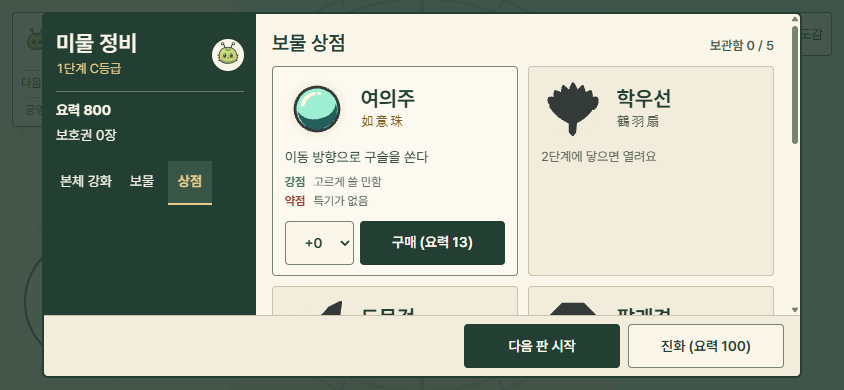 미물 정비
1단계 C등급
요력 800
보호권 0장
본체 강화 보물 상점
보물 상점
보관함 0 / 5
여의주
如意珠
이동 방향으로 구슬을 쏜다
강점 고르게 쓸 만함
약점 특기가 없음
+0
구매 (요력 13)
학우선
鶴羽扇
2단계에 닿으면 열려요
다음 판 시작
진화 (요력 100)
다음
도감